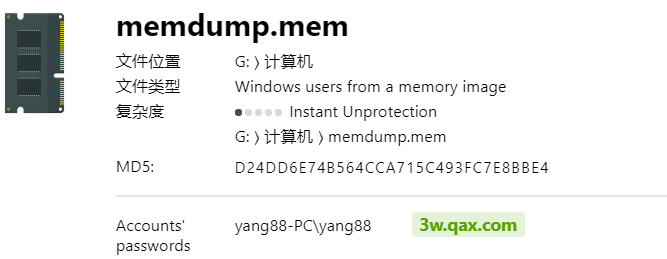 memdump.mem
文件位置 G: 〉计算机
文件类型 Windows users from a memory image
复杂度 Instant Unprotection
G: 〉计算机 〉memdump.mem
MD5: D24DD6E74B564CCA715C493FC7E8BBE4
Accounts' passwords yang88-PC\yang88 3w.qax.com